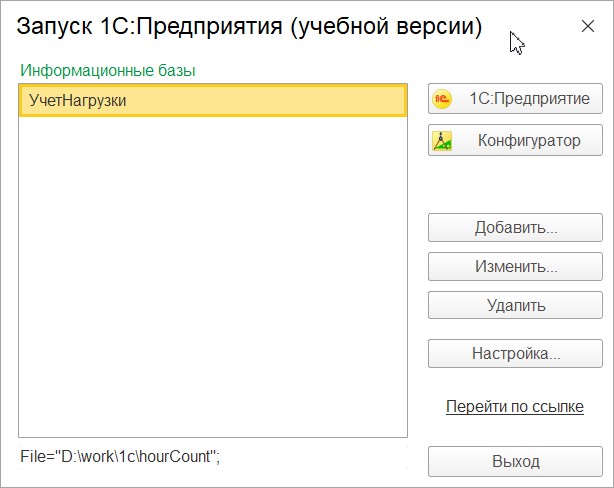 Запуск 1С:Предприятия (учебной версии)
Информационные базы
УчетНагрузки
1С:Предприятие
Конфигуратор
Добавить...
Изменить...
Удалить
Настройка...
Перейти по ссылке
File="D:\work\1c\hourCount";
Выход